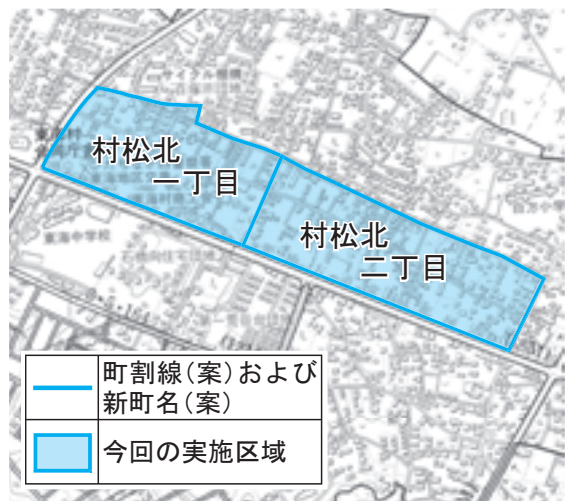 村松北
一丁目
村松北
二丁目
町割線(案)および
新町名(案)
今回の実施区域